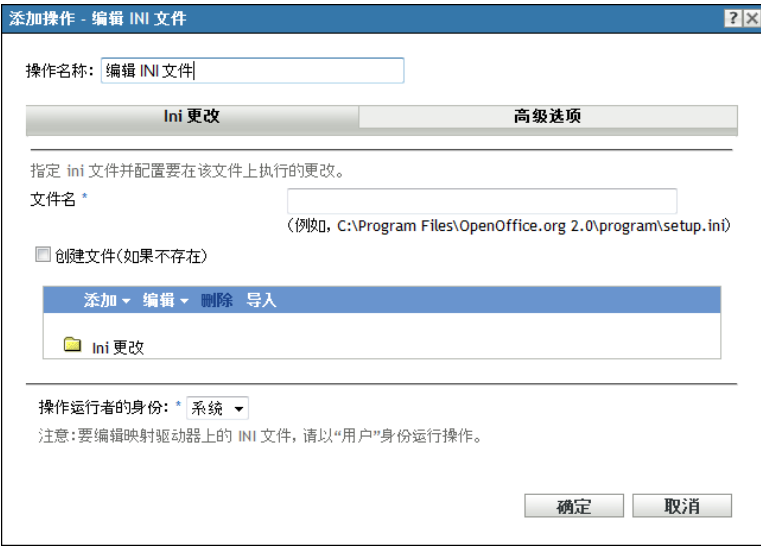 添加操作 - 编辑 INI 文件
操作名称: 编辑 INI 文件
Ini 更改 高级选项
指定 ini 文件并配置要在该文件上执行的更改。
文件名 *
(例如, C:\Program Files\OpenOffice.org 2.0\program\setup.ini)
创建文件(如果不存在)
添加 编辑 删除 导入
Ini 更改
操作运行者的身份: * 系统
注意:要编辑映射驱动器上的 INI 文件, 请以“用户”身份运行操作。
确定 取消